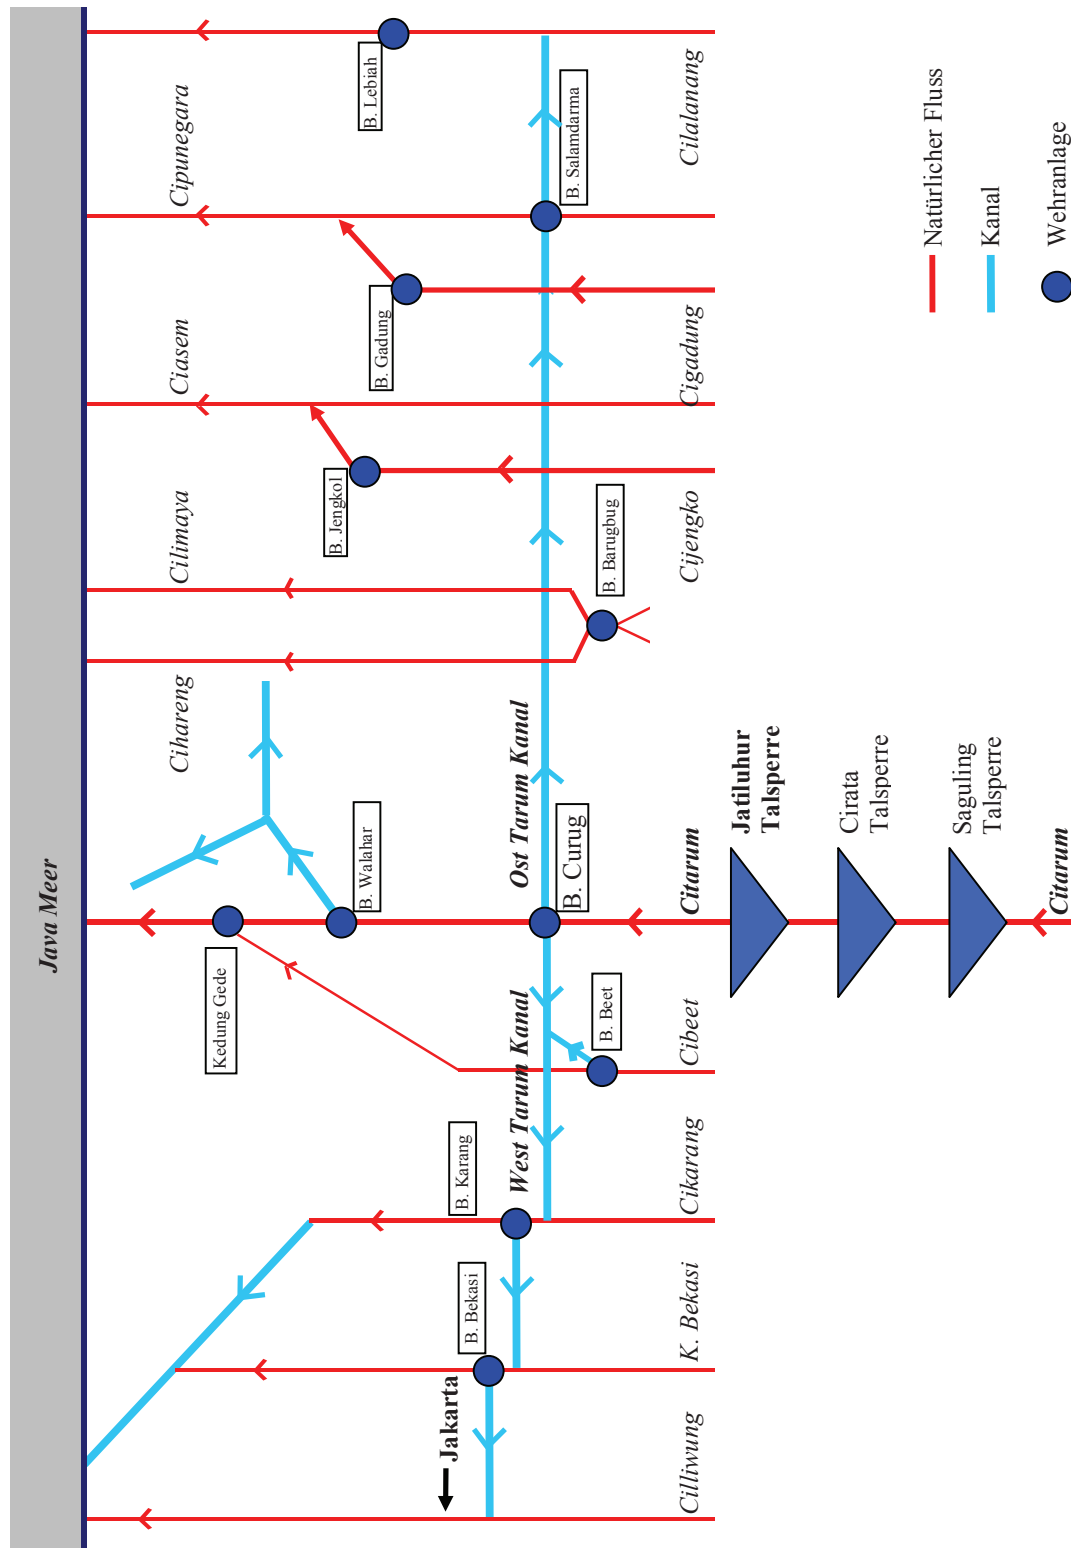 Java Meer
Cilliwung
Jakarta
K. Bekasi
B. Bekasi
Cikarang
B. Karang
West Tarum Kanal
Cibeet
B. Beet
Kedung Gede
Citarum
B. Walahar
B. Curug
Ost Tarum Kanal
Cihareng
Cilimaya
B. Barugbug
Cijengko
B. Jengkol
Ciasem
Cigadung
B. Gadung
Cipunegara
B. Salamdarma
Cilalanang
B. Lebiah
Jatiluhur
Talsperre
Cirata
Talsperre
Saguling
Talsperre
Citarum
Natürlicher Fluss
Kanal
Wehranlage